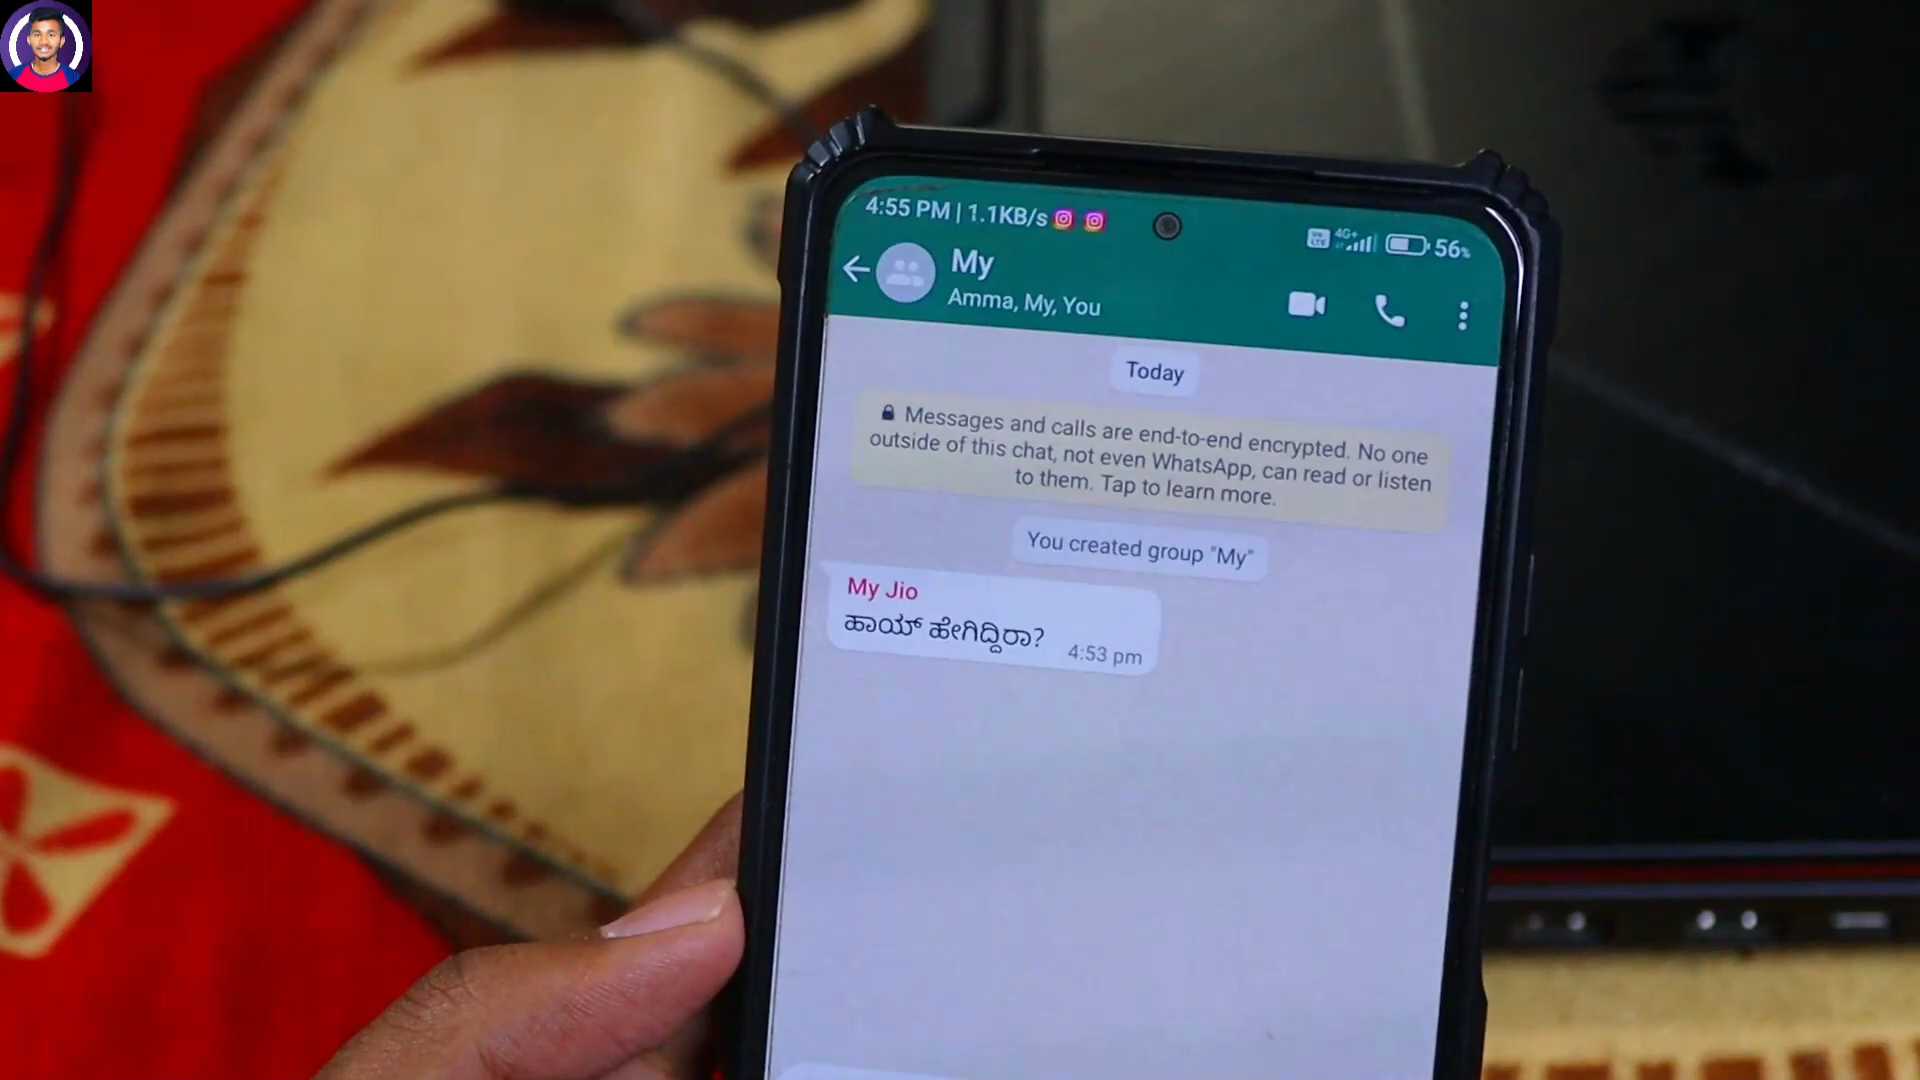 4:55 PM | 1.1KB/s
4G+
56%
My
Amma, My, You
Today
Messages and calls are end-to-end encrypted. No one
outside of this chat, not even WhatsApp, can read or listen
to them. Tap to learn more.
You created group "My"
My Jio
ಹಾಯ್ ಹೇಗಿದ್ದಿರಾ?
4:53 pm